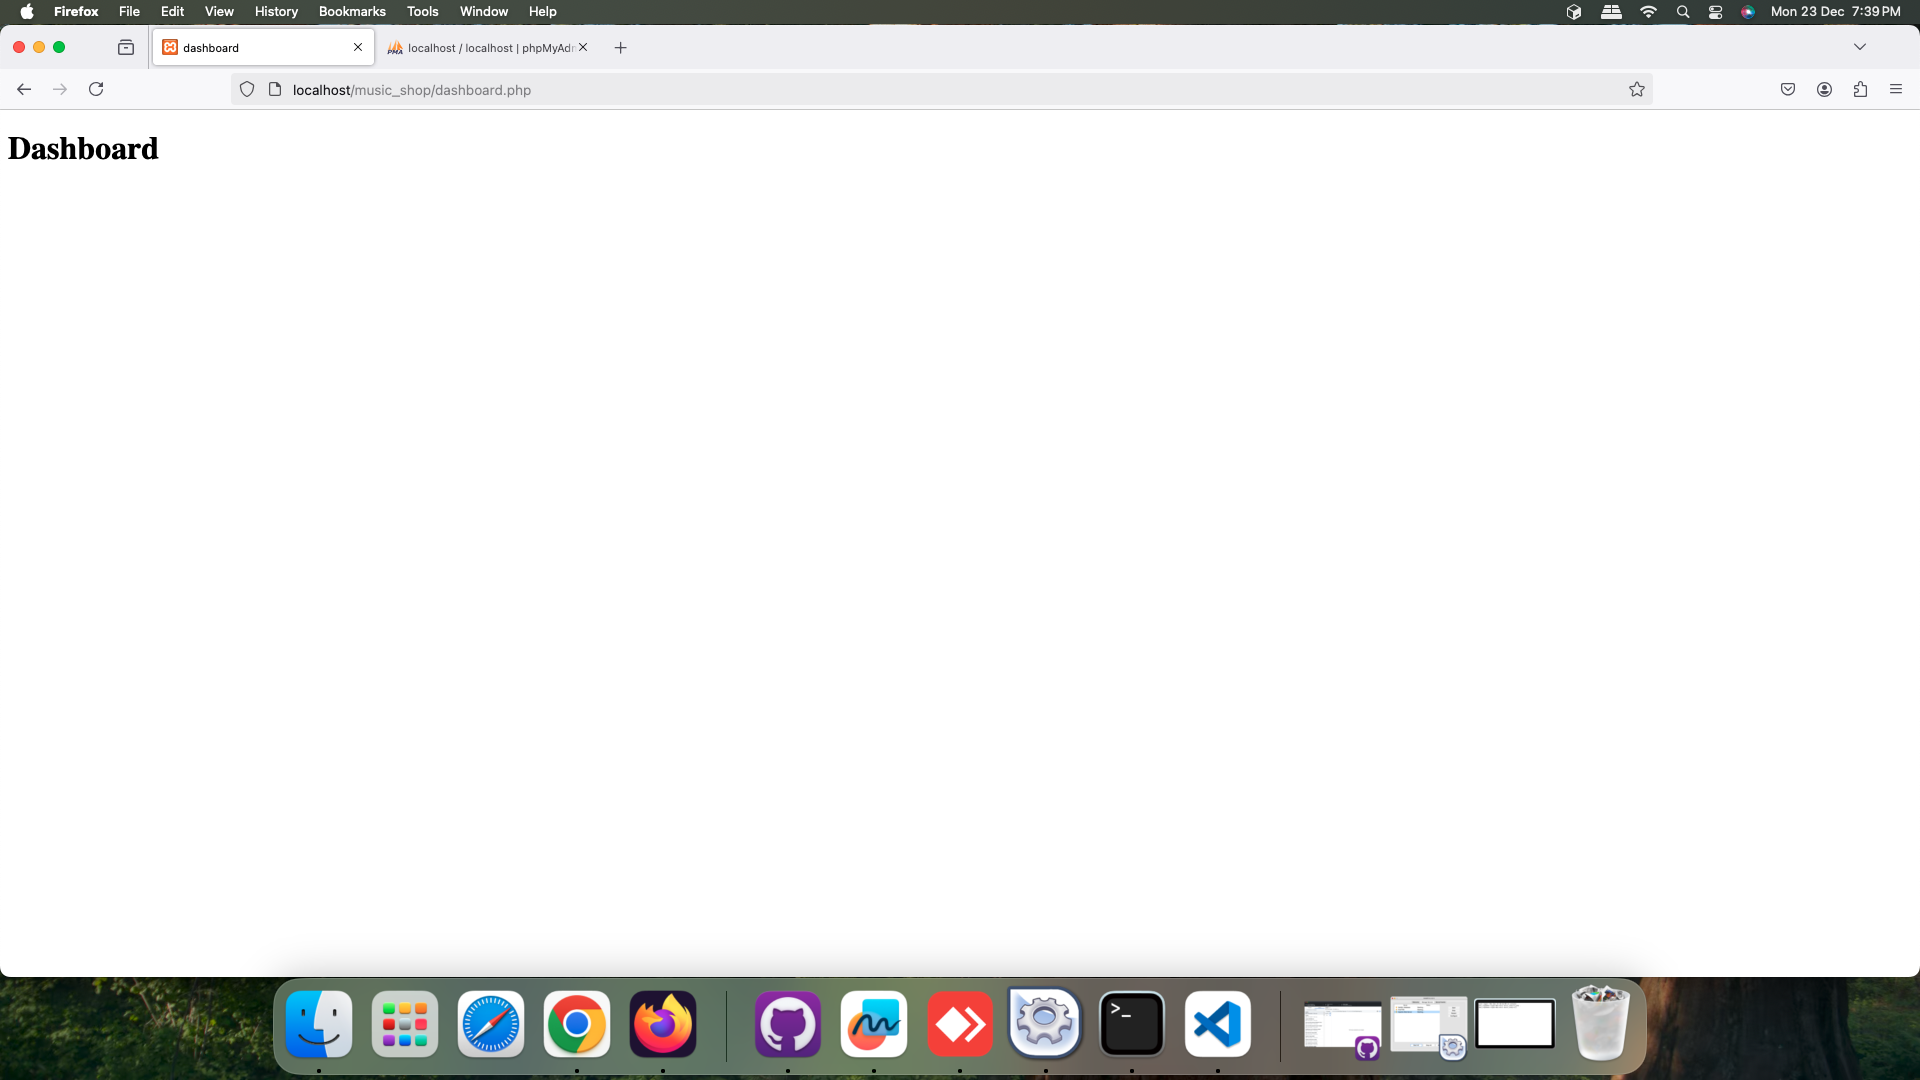 Firefox File Edit View History Bookmarks Tools Window Help Mon 23 Dec 7:39 PM
dashboard localhost / localhost | phpMyAdm
localhost/music_shop/dashboard.php
Dashboard